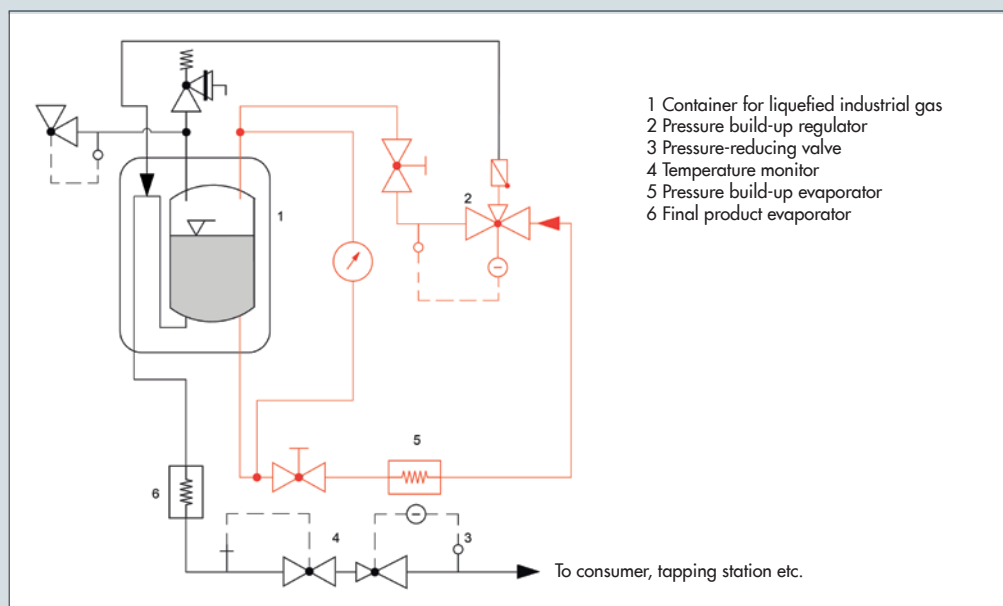 1 Container for liquefied industrial gas
2 Pressure build-up regulator
3 Pressure-reducing valve
4 Temperature monitor
5 Pressure build-up evaporator
6 Final product evaporator
1
2
5
6
4
3
To consumer, tapping station etc.